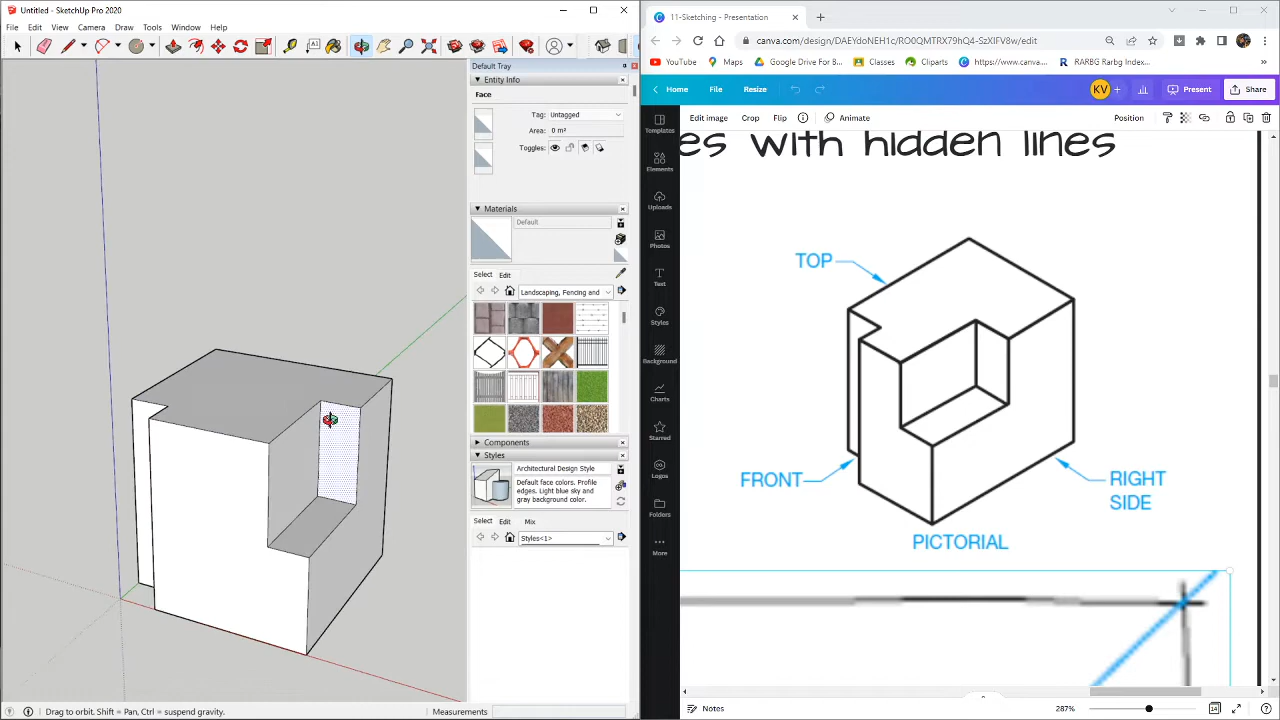 Untitled - SketchUp Pro 2020
File Edit View Camera Draw Tools Window Help
Default Tray
Entity Info
Face
Tag: Untagged
Area: 0 m²
Toggles:
Materials
Default
Select Edit
Landscaping, Fencing and
Components
Styles
Architectural Design Style
Default face colors. Profile
edges. Light blue sky and
gray background color.
Select Edit Mix
Styles<1>
Drag to orbit. Shift = Pan, Ctrl = suspend gravity.
Measurements
11-Sketching - Presentation
canva.com/design/DAEYdoNEH1c/RO0QMTRX79hQ4-SzXIFV8w/edit
YouTube Maps Google Drive For B... Classes Cliparts https://www.canva... RARBG Rarbg Index...
Home File Resize KV Present Share
Edit image Crop Flip Animate Position
Templates
Elements
Uploads
Photos
Text
Styles
Background
Charts
Starred
Logos
Folders
More
es with hidden lines
TOP
FRONT
RIGHT
SIDE
PICTORIAL
Notes
287%